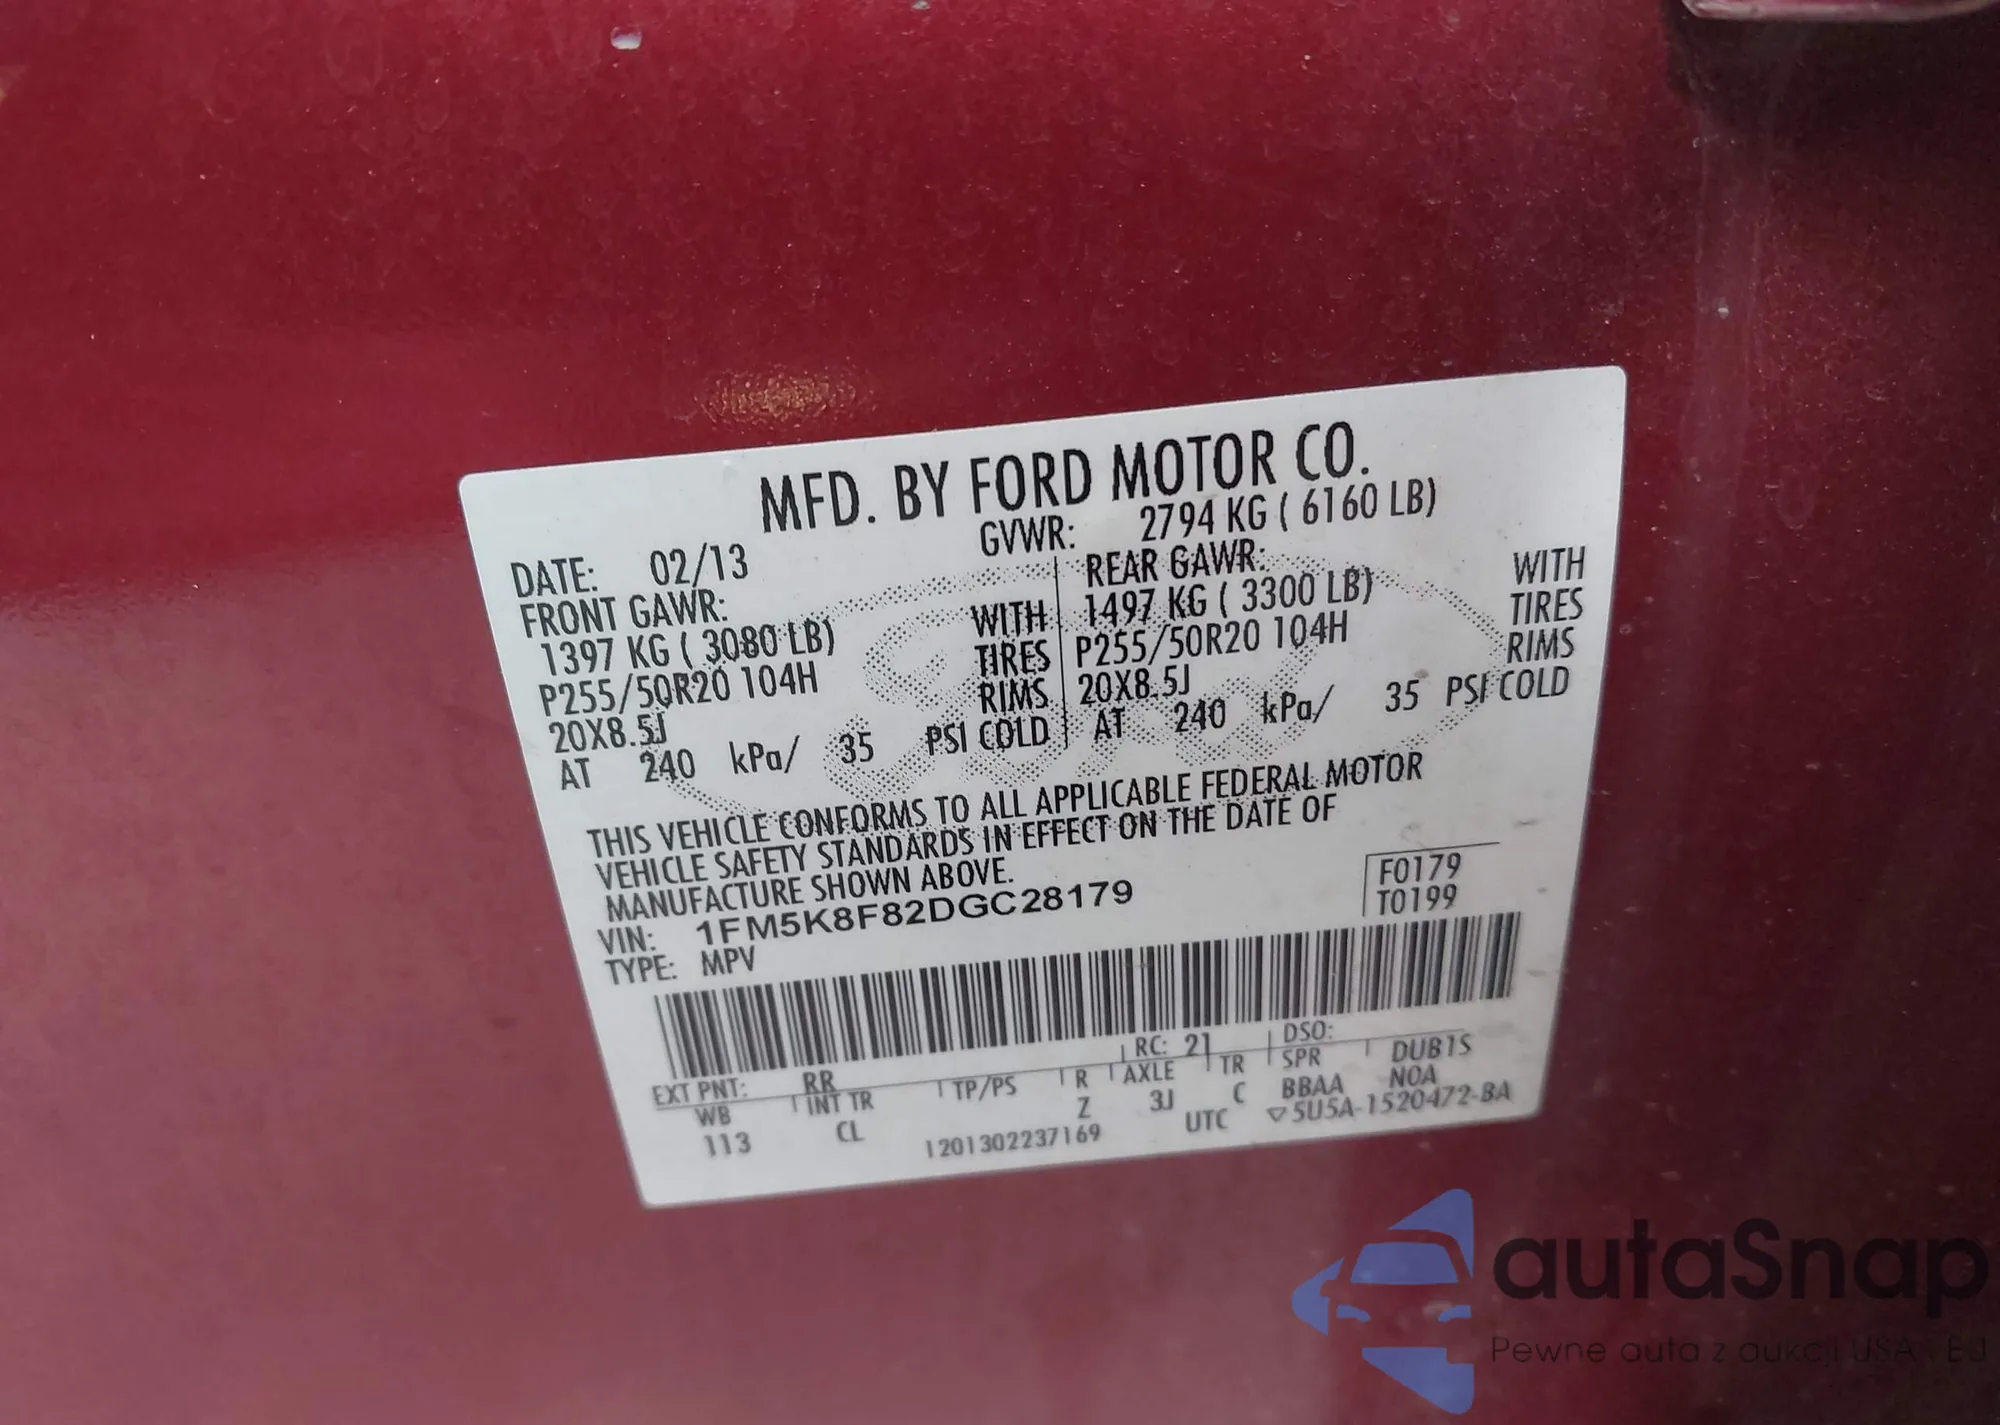 MFD. BY FORD MOTOR CO.
DATE: 02/13 GVWR: 2794 KG ( 6160 LB)
FRONT GAWR: REAR GAWR:
1397 KG ( 3080 LB) WITH 1497 KG ( 3300 LB) WITH
P255/50R20 104H TIRES P255/50R20 104H TIRES
20X8.5J RIMS 20X8.5J RIMS
AT 240 kPa/ 35 PSI COLD AT 240 kPa/ 35 PSI COLD
THIS VEHICLE CONFORMS TO ALL APPLICABLE FEDERAL MOTOR
VEHICLE SAFETY STANDARDS IN EFFECT ON THE DATE OF
MANUFACTURE SHOWN ABOVE.
F0179
VIN: 1FM5K8F82DGC28179
T0199
TYPE: MPV
EXT PNT: RR RC: 21 DSO:
WB INT TR TP/PS R AXLE TR SPR DUB1S
113 CL Z 3J C BBAA N0A
1201302237169 UTC ▽5U5A-1520472-BA
autaSnap
Pewne auta z aukcji USA